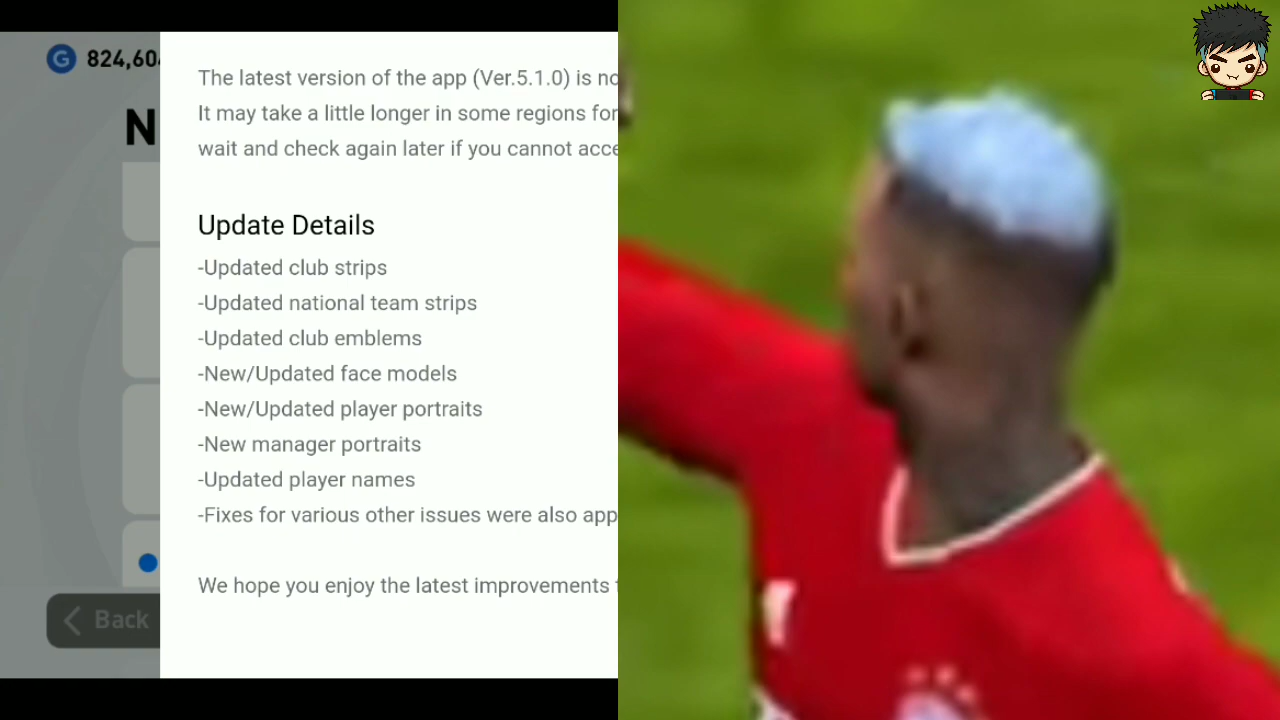 824,60
N
The latest version of the app (Ver.5.1.0) is no
It may take a little longer in some regions for
wait and check again later if you cannot acce
Update Details
-Updated club strips
-Updated national team strips
-Updated club emblems
-New/Updated face models
-New/Updated player portraits
-New manager portraits
-Updated player names
-Fixes for various other issues were also app
We hope you enjoy the latest improvements t
Back